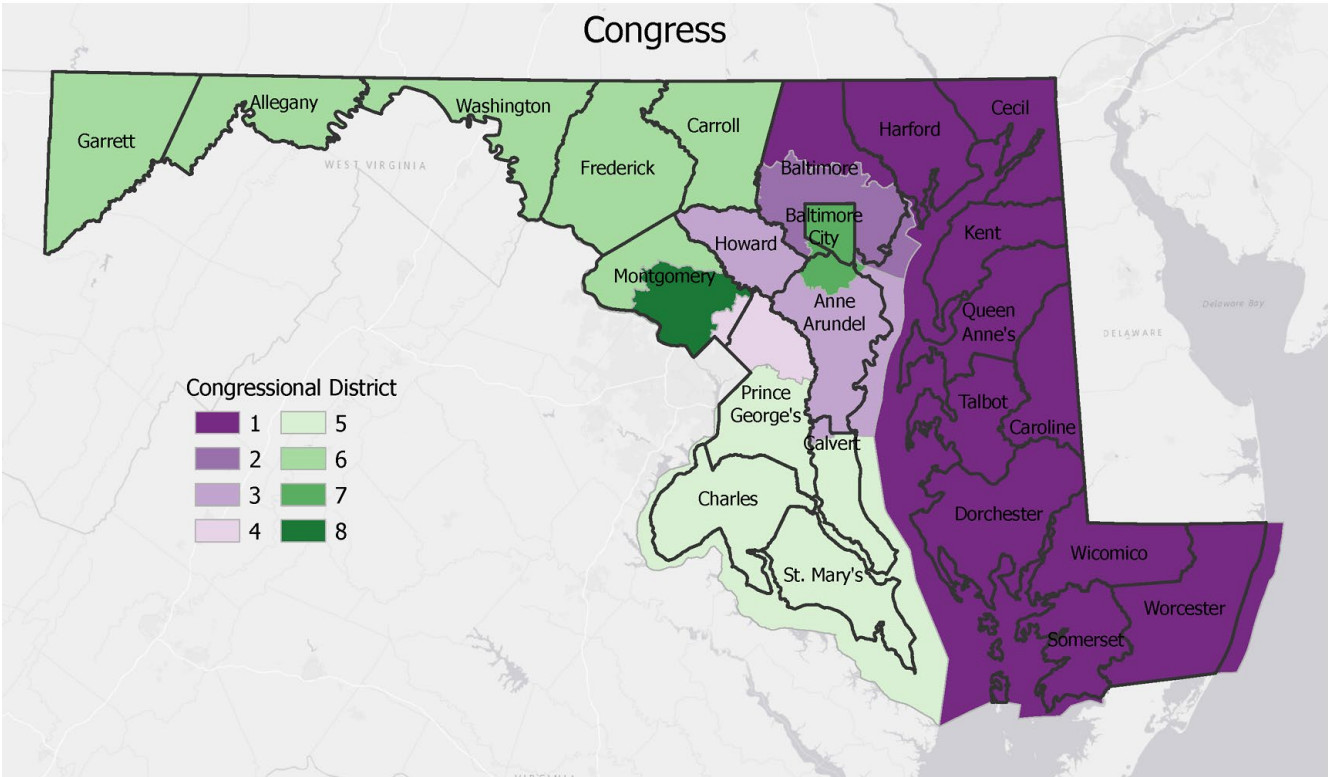 Congress
Garrett
Allegany
Washington
Frederick
Carroll
Baltimore
Harford
Cecil
WEST VIRGINIA
Baltimore
City
Howard
Kent
Montgomery
Anne
Arundel
Queen
Anne's
Delaware Bay
DELAWARE
Congressional District
1
5
2
6
3
7
4
8
Prince
George's
Talbot
Caroline
Calvert
Charles
Dorchester
Wicomico
St. Mary's
Worcester
Somerset
VIRGINIA